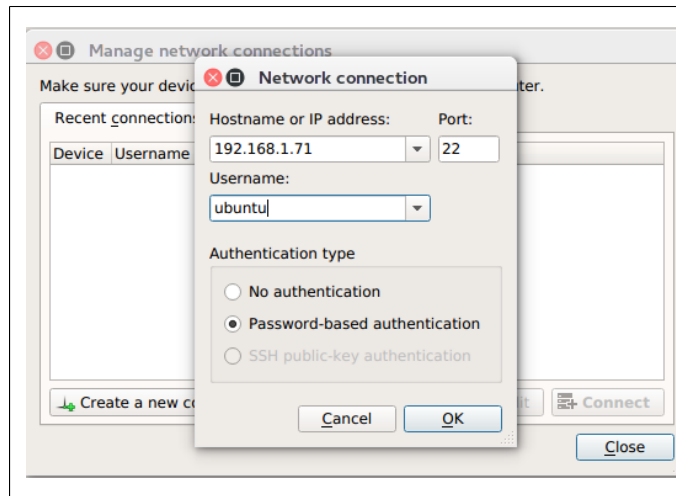 Manage network connections
Make sure your devic
ter.
Recent connection
Device Username
Network connection
Hostname or IP address: Port:
192.168.1.71 22
Username:
ubuntu
Authentication type
No authentication
Password-based authentication
SSH public-key authentication
Cancel OK
Create a new co
it
Connect
Close